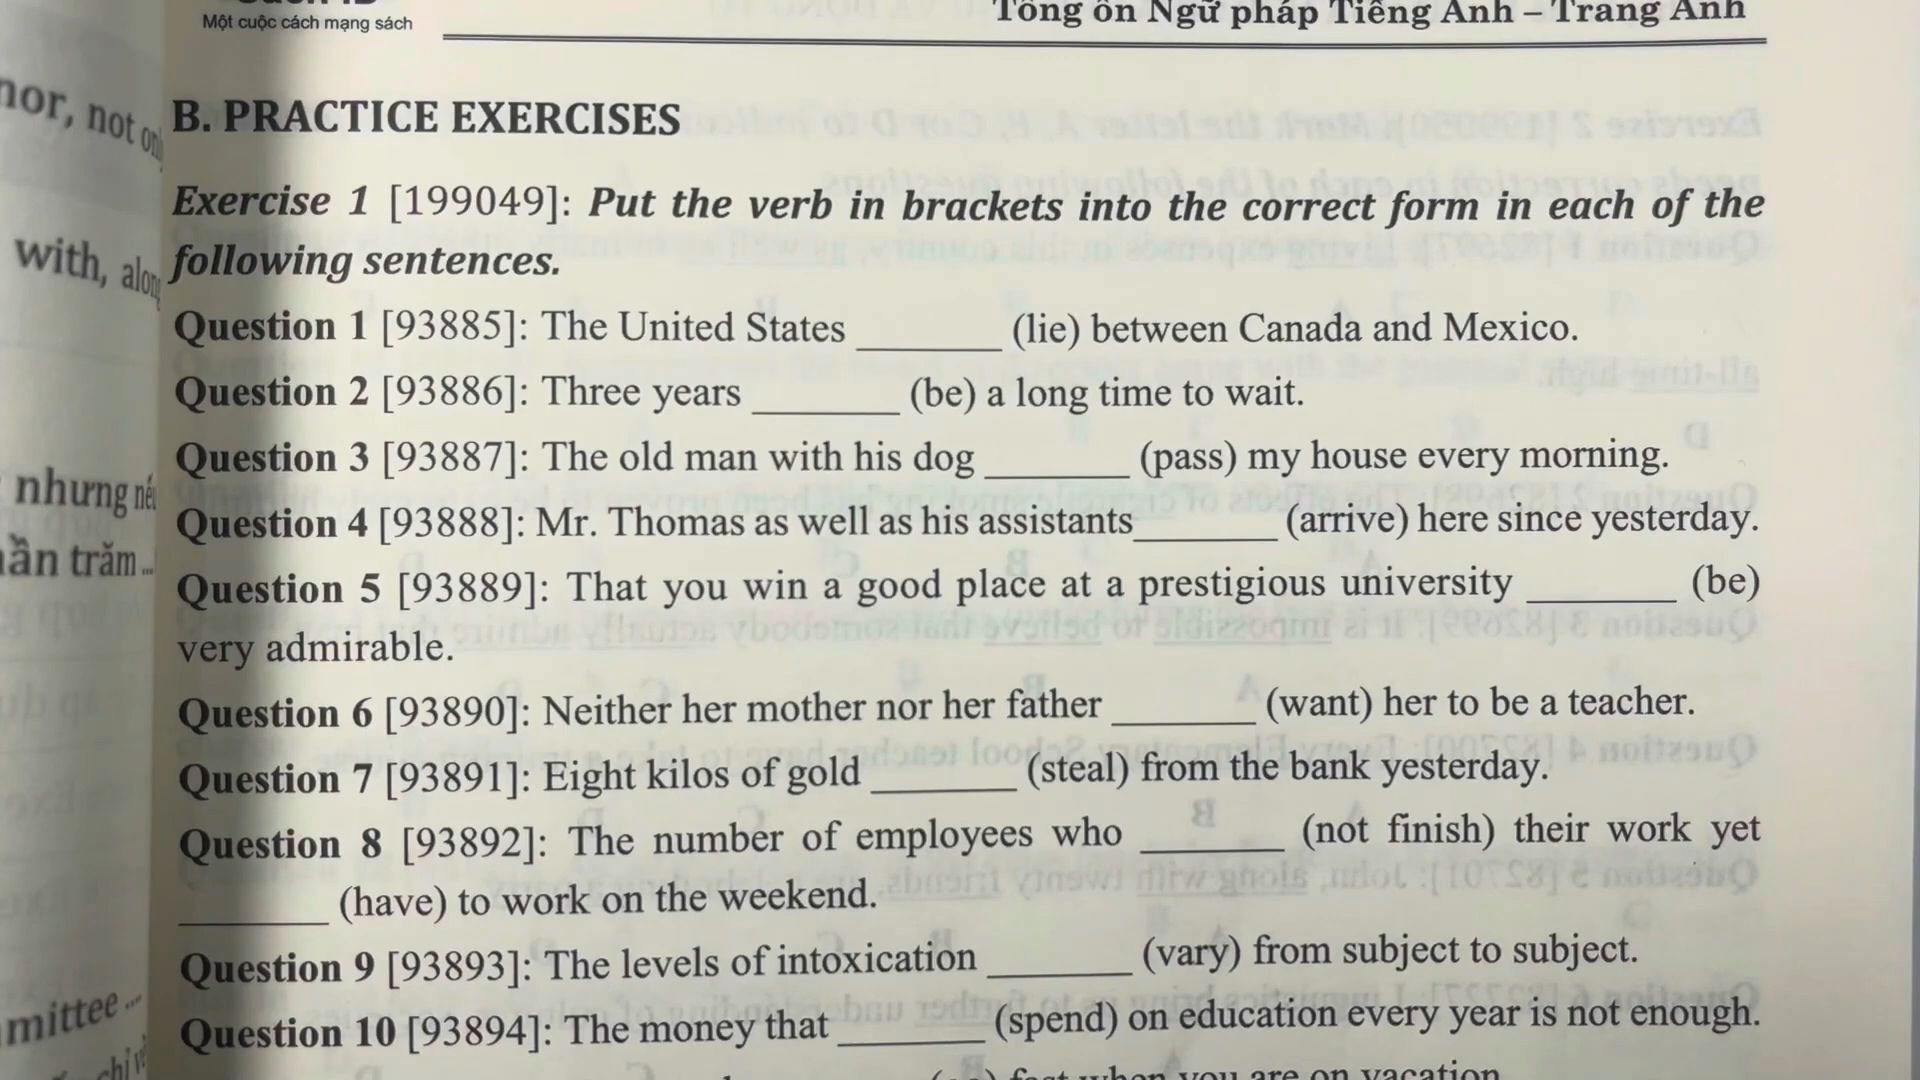 Một cuộc cách mạng sách
Tổng ôn Ngữ pháp Tiếng Anh – Trang Anh
nor, not
with,
nhưng
trăm...
mittee...
B. PRACTICE EXERCISES
Exercise 1 [199049]: Put the verb in brackets into the correct form in each of the
following sentences.
Question 1 [93885]: The United States _______ (lie) between Canada and Mexico.
Question 2 [93886]: Three years _______ (be) a long time to wait.
Question 3 [93887]: The old man with his dog _______ (pass) my house every morning.
Question 4 [93888]: Mr. Thomas as well as his assistants_______ (arrive) here since yesterday.
Question 5 [93889]: That you win a good place at a prestigious university _______ (be)
very admirable.
Question 6 [93890]: Neither her mother nor her father _______ (want) her to be a teacher.
Question 7 [93891]: Eight kilos of gold _______ (steal) from the bank yesterday.
Question 8 [93892]: The number of employees who _______ (not finish) their work yet
_______ (have) to work on the weekend.
Question 9 [93893]: The levels of intoxication _______ (vary) from subject to subject.
Question 10 [93894]: The money that _______ (spend) on education every year is not enough.
fast when you are on vacation